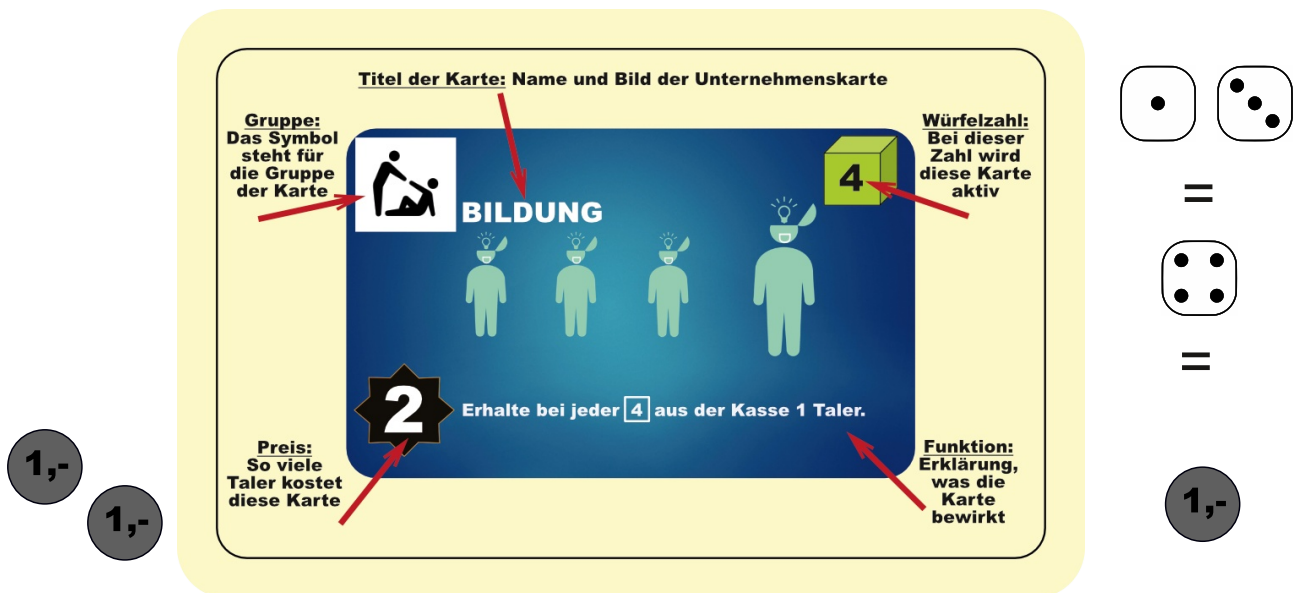 Titel der Karte: Name und Bild der Unternehmenskarte
Gruppe:
Das Symbol
steht für
die Gruppe
der Karte
Würfelzahl:
Bei dieser
Zahl wird
diese Karte
aktiv
4
BILDUNG
=
=
2
Erhalte bei jeder 4 aus der Kasse 1 Taler.
Preis:
So viele
Taler kostet
diese Karte
Funktion:
Erklärung,
was die
Karte
bewirkt
1,-
1,-
1,-